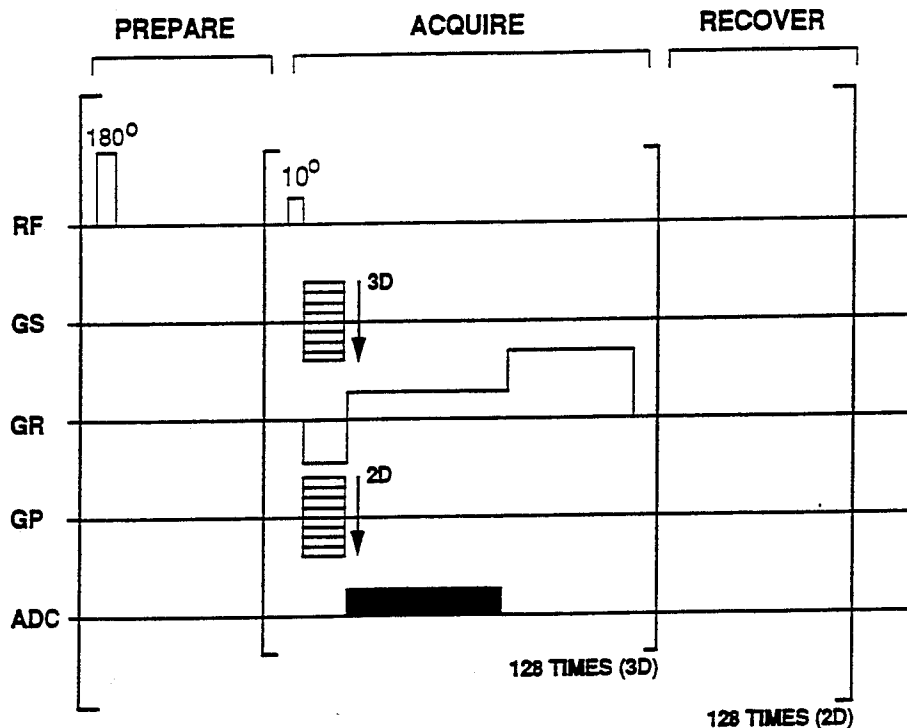 PREPARE
ACQUIRE
RECOVER
180°
10°
RF
3D
GS
GR
2D
GP
ADC
128 TIMES (3D)
128 TIMES (2D)